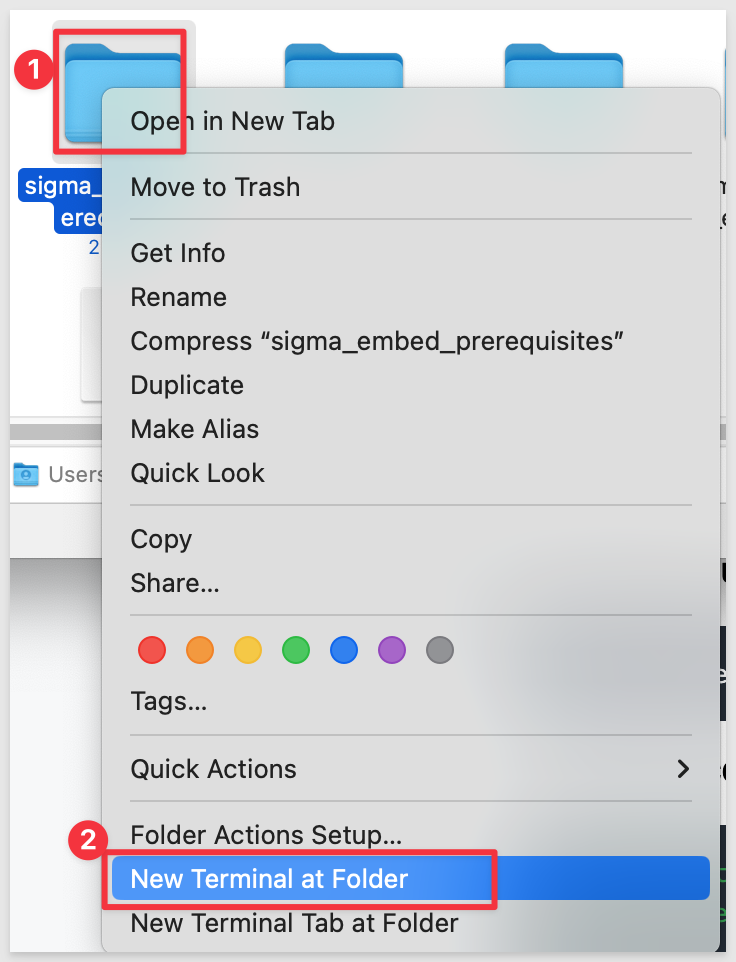 1
Open in New Tab
Move to Trash
sigma_
ered
2
Get Info
Rename
Compress “sigma_embed_prerequisites”
Duplicate
Make Alias
Quick Look
Users
Copy
Share...
Tags...
Quick Actions
Folder Actions Setup...
2
New Terminal at Folder
New Terminal Tab at Folder